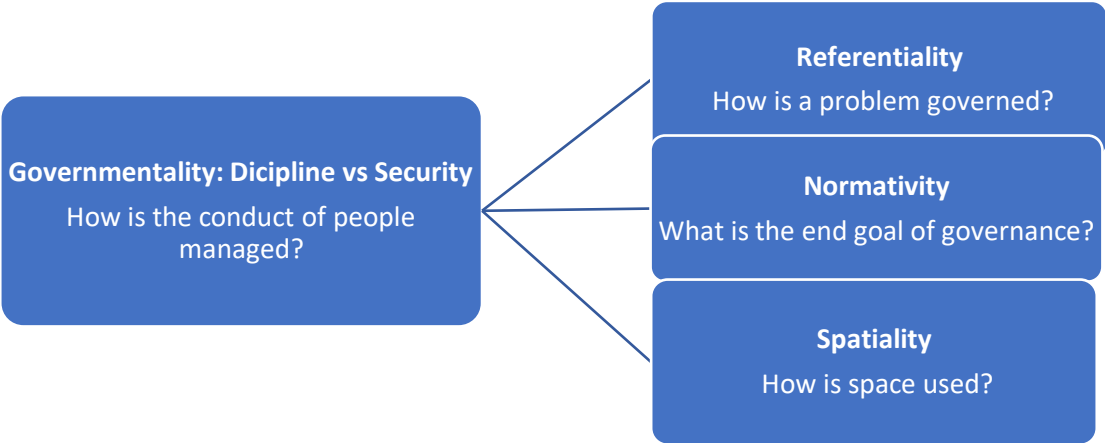 Governmentality: Dicipline vs Security
How is the conduct of people
managed?
Referentiality
How is a problem governed?
Normativity
What is the end goal of governance?
Spatiality
How is space used?